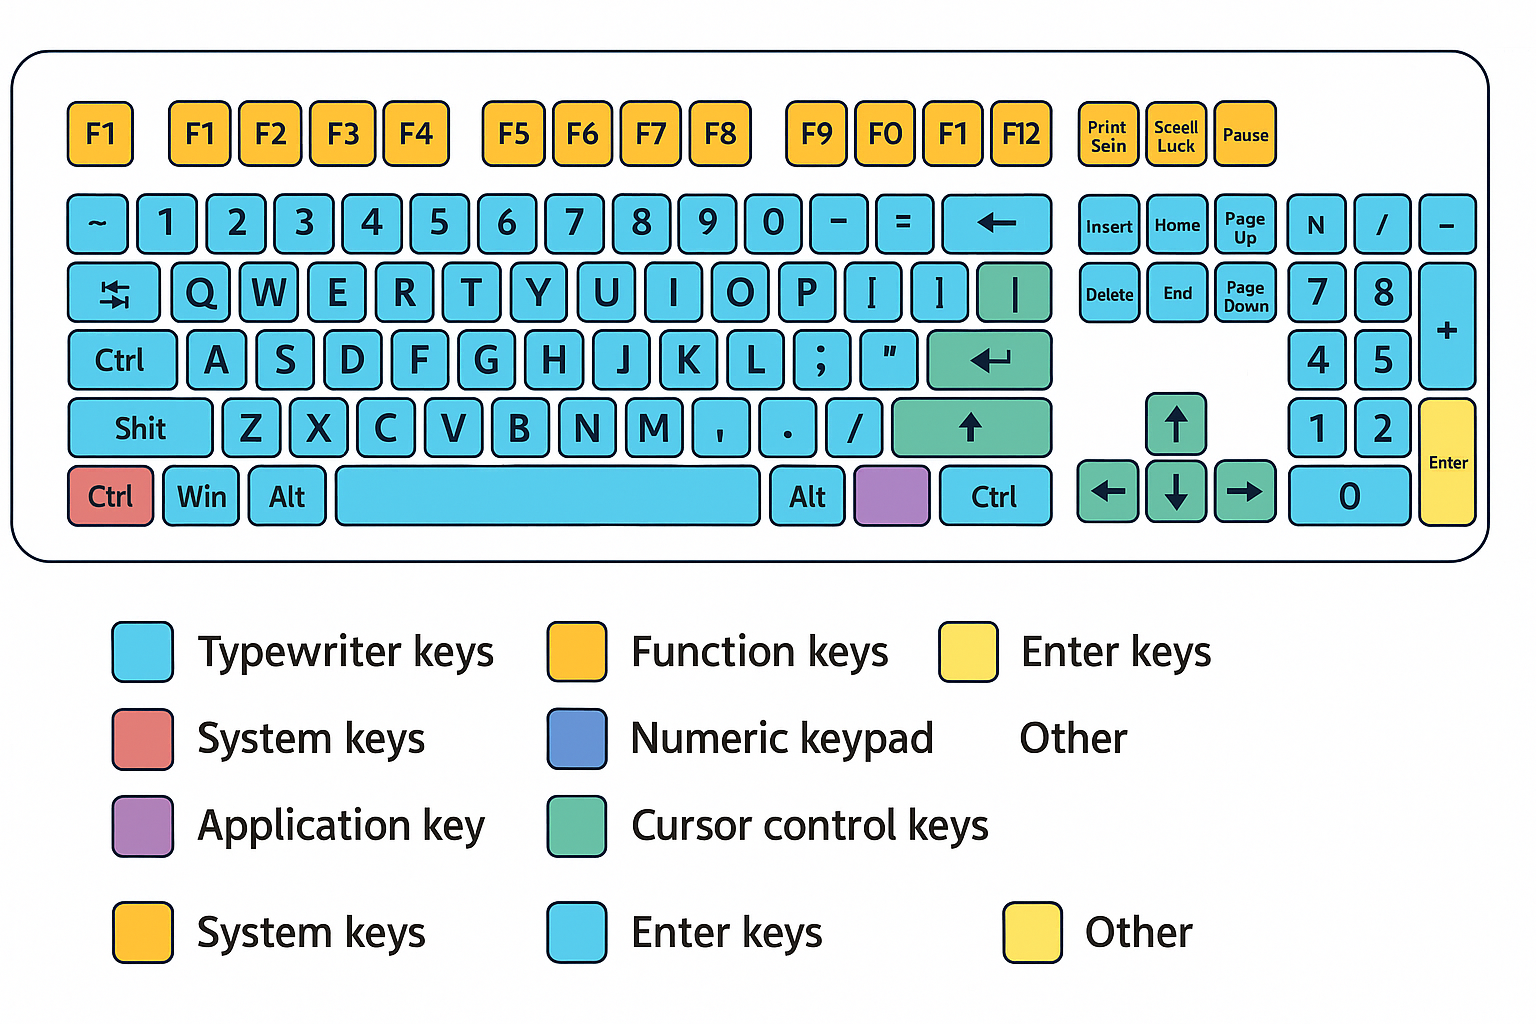 F1 F1 F2 F3 F4 F5 F6 F7 F8 F9 F0 F1 F12 Print Sein Sceell Luck Pause
~ 1 2 3 4 5 6 7 8 9 0 - = ← Insert Home Page Up N / −
⇆ Q W E R T Y U I O P [ ] | Delete End Page Down 7 8 +
Ctrl A S D F G H J K L ; " ↵ 4 5
Shit Z X C V B N M , . / ↑ ↑ 1 2 Enter
Ctrl Win Alt Alt Ctrl ← ↓ → 0
Typewriter keys Function keys Enter keys
System keys Numeric keypad Other
Application key Cursor control keys
System keys Enter keys Other